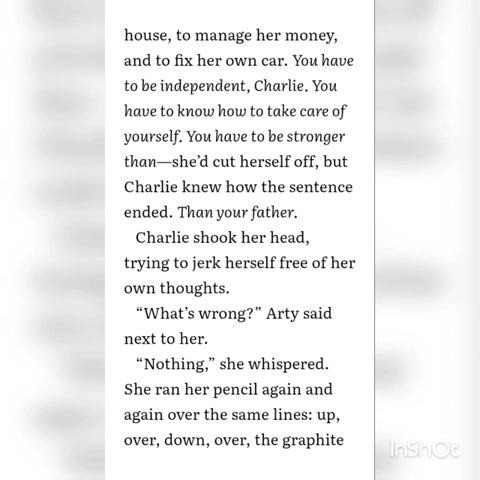 house, to manage her money,
and to fix her own car. You have
to be independent, Charlie. You
have to know how to take care of
yourself. You have to be stronger
than—she’d cut herself off, but
Charlie knew how the sentence
ended. Than your father.
Charlie shook her head,
trying to jerk herself free of her
own thoughts.
“What’s wrong?” Arty said
next to her.
“Nothing,” she whispered.
She ran her pencil again and
again over the same lines: up,
over, down, over, the graphite
InShOt